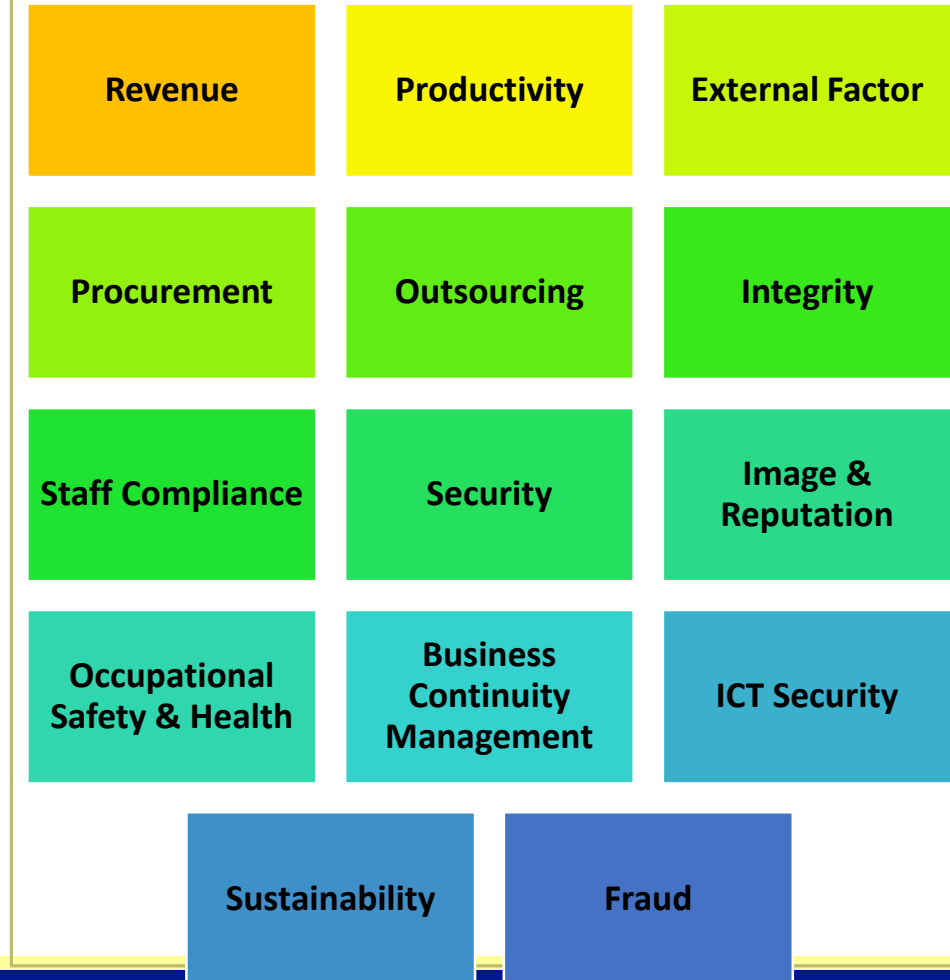 Revenue
Productivity
External Factor
Procurement
Outsourcing
Integrity
Staff Compliance
Security
Image &
Reputation
Occupational
Safety & Health
Business
Continuity
Management
ICT Security
Sustainability
Fraud